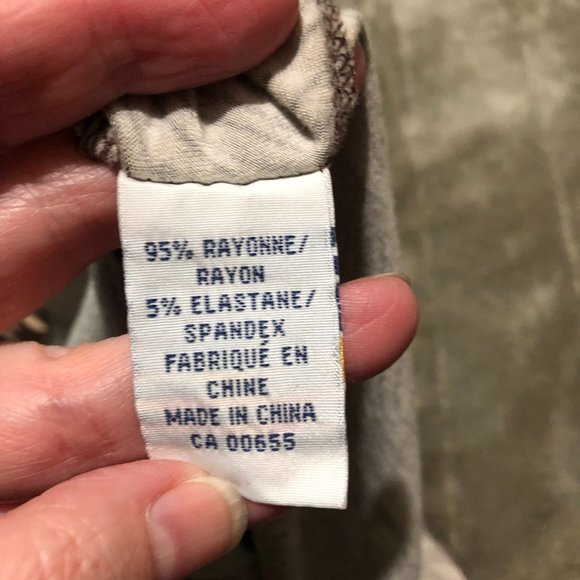 95% RAYONNE/
RAYON
5% ELASTANE/
SPANDEX
FABRIQUÉ EN
CHINE
MADE IN CHINA
CA 00655